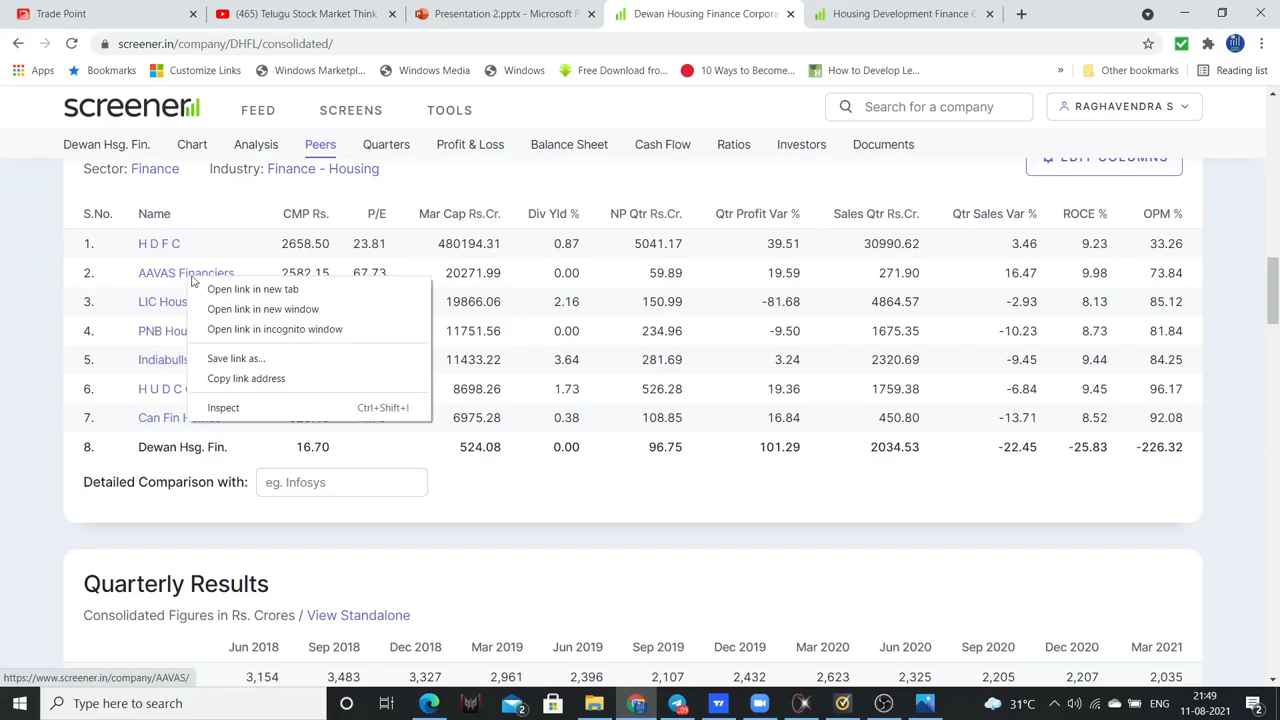 Trade Point
(465) Telugu Stock Market Think
Presentation 2.pptx - Microsoft P
Dewan Housing Finance Corpora
Housing Development Finance C
screener.in/company/DHFL/consolidated/
Apps
Bookmarks
Customize Links
Windows Marketpl...
Windows Media
Windows
Free Download fro...
10 Ways to Become...
How to Develop Le...
»
Other bookmarks
Reading list
screener
FEED
SCREENS
TOOLS
Search for a company
RAGHAVENDRA S
Dewan Hsg. Fin. Chart Analysis Peers Quarters Profit & Loss Balance Sheet Cash Flow Ratios Investors Documents
Sector: Finance Industry: Finance - Housing
EDIT COLUMNS
S.No. Name CMP Rs. P/E Mar Cap Rs.Cr. Div Yld % NP Qtr Rs.Cr. Qtr Profit Var % Sales Qtr Rs.Cr. Qtr Sales Var % ROCE % OPM %
1. H D F C 2658.50 23.81 480194.31 0.87 5041.17 39.51 30990.62 3.46 9.23 33.26
2. AAVAS Financiers 2582.15 67.73 20271.99 0.00 59.89 19.59 271.90 16.47 9.98 73.84
3. LIC Hous 19866.06 2.16 150.99 -81.68 4864.57 -2.93 8.13 85.12
4. PNB Hou 11751.56 0.00 234.96 -9.50 1675.35 -10.23 8.73 81.84
5. Indiabulls 11433.22 3.64 281.69 3.24 2320.69 -9.45 9.44 84.25
6. H U D C 8698.26 1.73 526.28 19.36 1759.38 -6.84 9.45 96.17
7. Can Fin 6975.28 0.38 108.85 16.84 450.80 -13.71 8.52 92.08
8. Dewan Hsg. Fin. 16.70 524.08 0.00 96.75 101.29 2034.53 -22.45 -25.83 -226.32
Open link in new tab
Open link in new window
Open link in incognito window
Save link as...
Copy link address
Inspect Ctrl+Shift+I
Detailed Comparison with: eg. Infosys
Quarterly Results
Consolidated Figures in Rs. Crores / View Standalone
Jun 2018 Sep 2018 Dec 2018 Mar 2019 Jun 2019 Sep 2019 Dec 2019 Mar 2020 Jun 2020 Sep 2020 Dec 2020 Mar 2021
3,154 3,483 3,327 2,961 2,396 2,107 2,432 2,623 2,325 2,205 2,207 2,035
https://www.screener.in/company/AAVAS/
Type here to search
31°C
ENG
21:49
11-08-2021
2